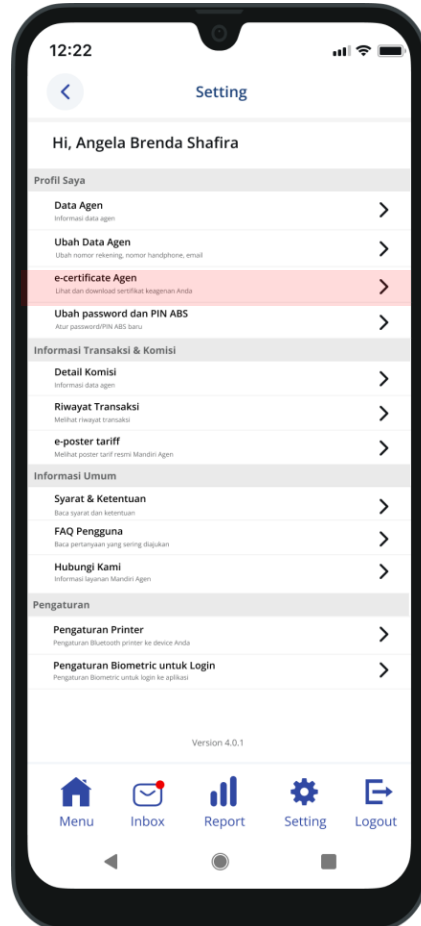 12:22
Setting
Hi, Angela Brenda Shafira
Profil Saya
Data Agen
Informasi data agen
Ubah Data Agen
Ubah nomor rekening, nomor handphone, email
e-certificate Agen
Lihat dan download sertifikat keagenan Anda
Ubah password dan PIN ABS
Atur password/PIN ABS baru
Informasi Transaksi & Komisi
Detail Komisi
Informasi data agen
Riwayat Transaksi
Melihat riwayat transaksi
e-poster tariff
Melihat poster tarif resmi Mandiri Agen
Informasi Umum
Syarat & Ketentuan
Baca syarat dan ketentuan
FAQ Pengguna
Baca pertanyaan yang sering diajukan
Hubungi Kami
Informasi layanan Mandiri Agen
Pengaturan
Pengaturan Printer
Pengaturan Bluetooth printer ke device Anda
Pengaturan Biometric untuk Login
Pengaturan Biometric untuk login ke aplikasi
Version 4.0.1
Menu Inbox Report Setting Logout